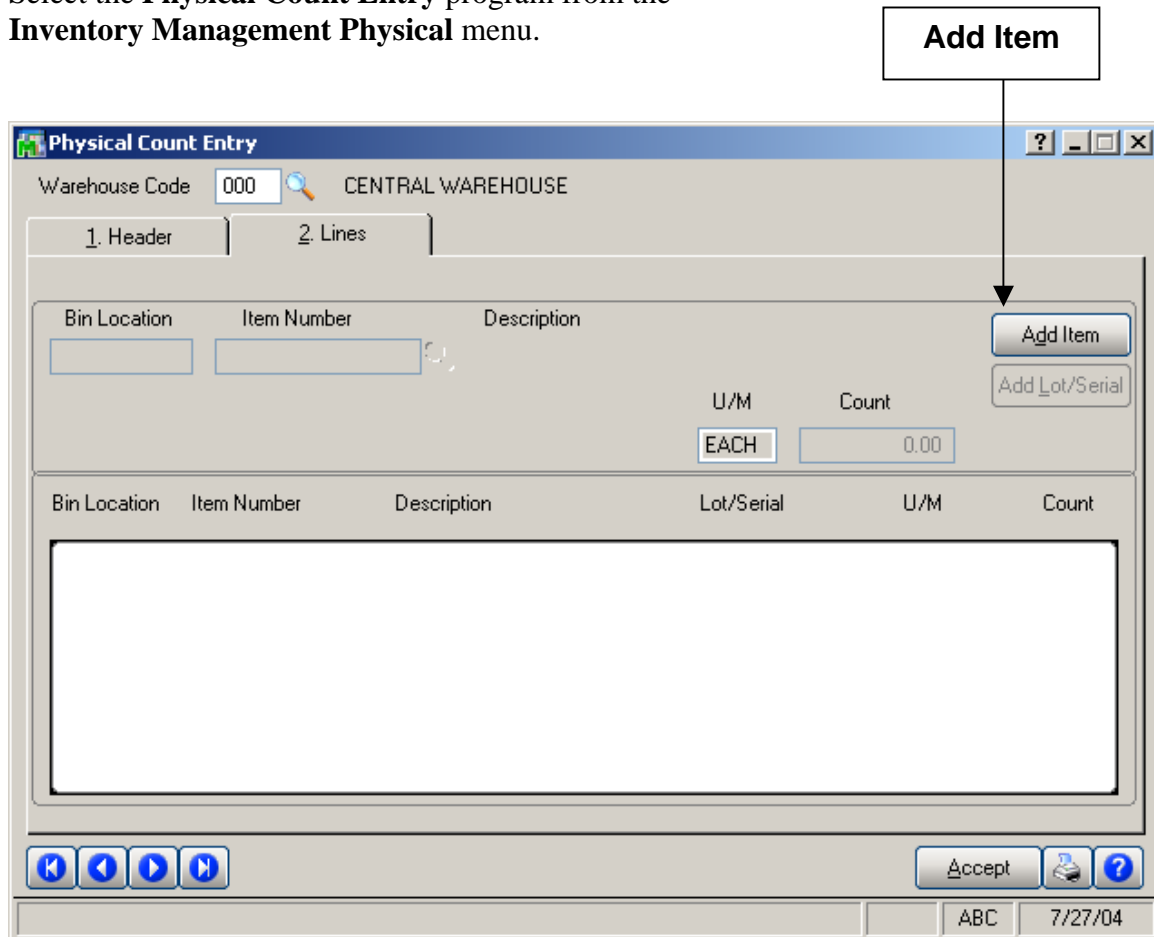 Select the Physical Count Entry program from the
Inventory Management Physical menu.
Add Item
Physical Count Entry
Warehouse Code 000 CENTRAL WAREHOUSE
1. Header 2. Lines
Bin Location Item Number Description
Add Item
Add Lot/Serial
U/M Count
EACH 0.00
Bin Location Item Number Description Lot/Serial U/M Count
Accept
ABC 7/27/04